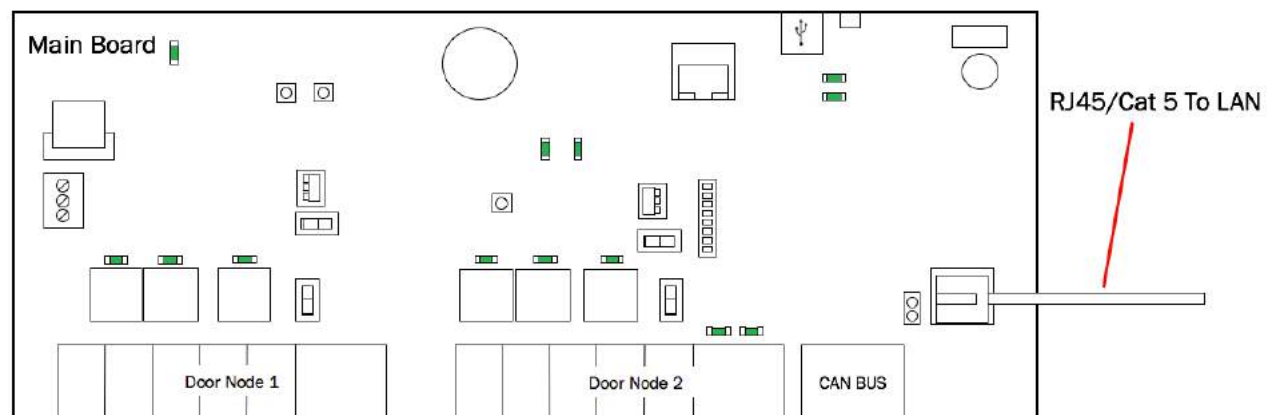 Main Board
RJ45/Cat 5 To LAN
Door Node 1
Door Node 2
CAN BUS